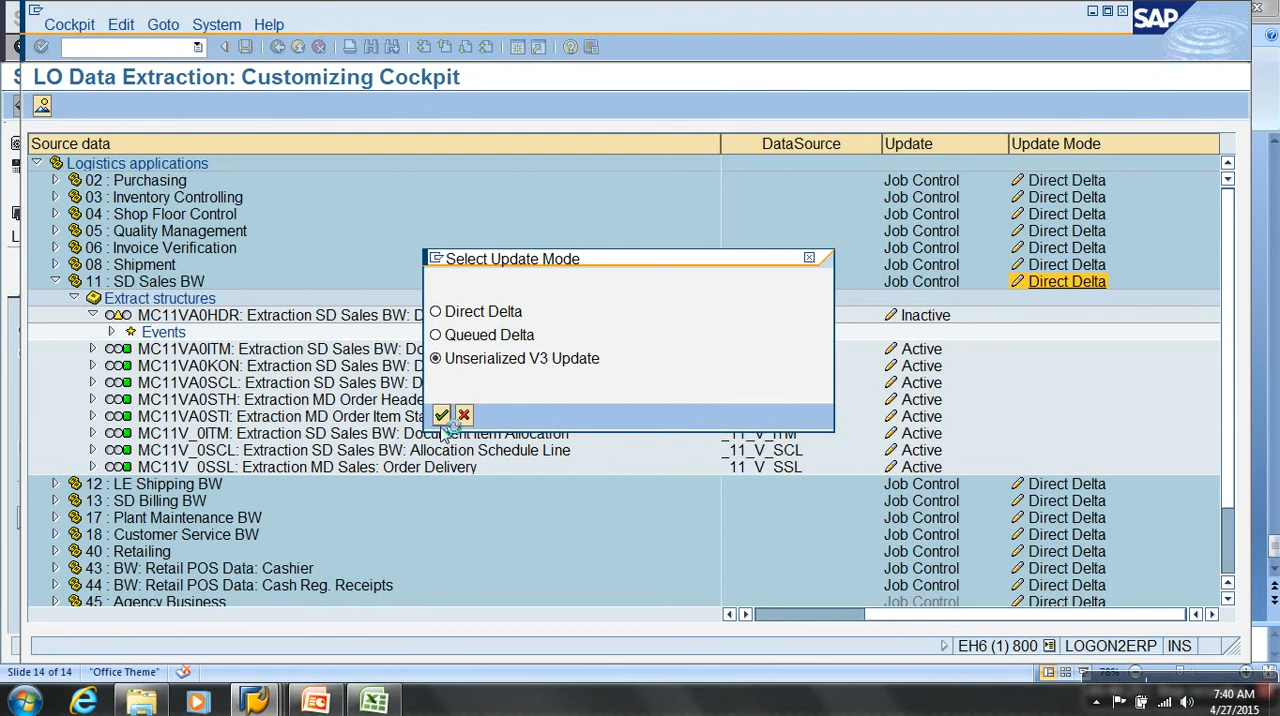 Cockpit Edit Goto System Help
SAP
LO Data Extraction: Customizing Cockpit
Source data DataSource Update Update Mode
Logistics applications
02 : Purchasing Job Control Direct Delta
03 : Inventory Controlling Job Control Direct Delta
04 : Shop Floor Control Job Control Direct Delta
05 : Quality Management Job Control Direct Delta
06 : Invoice Verification Job Control Direct Delta
08 : Shipment Job Control Direct Delta
11 : SD Sales BW Direct Delta
Extract structures
MC11VA0HDR: Extraction SD Sales BW: D Inactive
Events
MC11VA0ITM: Extraction SD Sales BW: Do Active
MC11VA0KON: Extraction SD Sales BW: D Active
MC11VA0SCL: Extraction SD Sales BW: D Active
MC11VA0STH: Extraction MD Order Heade Active
MC11VA0STI: Extraction MD Order Item Sta Active
MC11V_0ITM: Extraction SD Sales BW: Document Item Allocation _11_V_ITM Active
MC11V_0SCL: Extraction SD Sales BW: Allocation Schedule Line _11_V_SCL Active
MC11V_0SSL: Extraction MD Sales: Order Delivery _11_V_SSL Active
12 : LE Shipping BW Job Control Direct Delta
13 : SD Billing BW Job Control Direct Delta
17 : Plant Maintenance BW Job Control Direct Delta
18 : Customer Service BW Job Control Direct Delta
40 : Retailing Job Control Direct Delta
43 : BW: Retail POS Data: Cashier Job Control Direct Delta
44 : BW: Retail POS Data: Cash Reg. Receipts Job Control Direct Delta
45 : Agency Business Job Control Direct Delta
Select Update Mode
Direct Delta
Queued Delta
Unserialized V3 Update
EH6 (1) 800 LOGON2ERP INS
Slide 14 of 14 "Office Theme" 78%
7:40 AM
4/27/2015